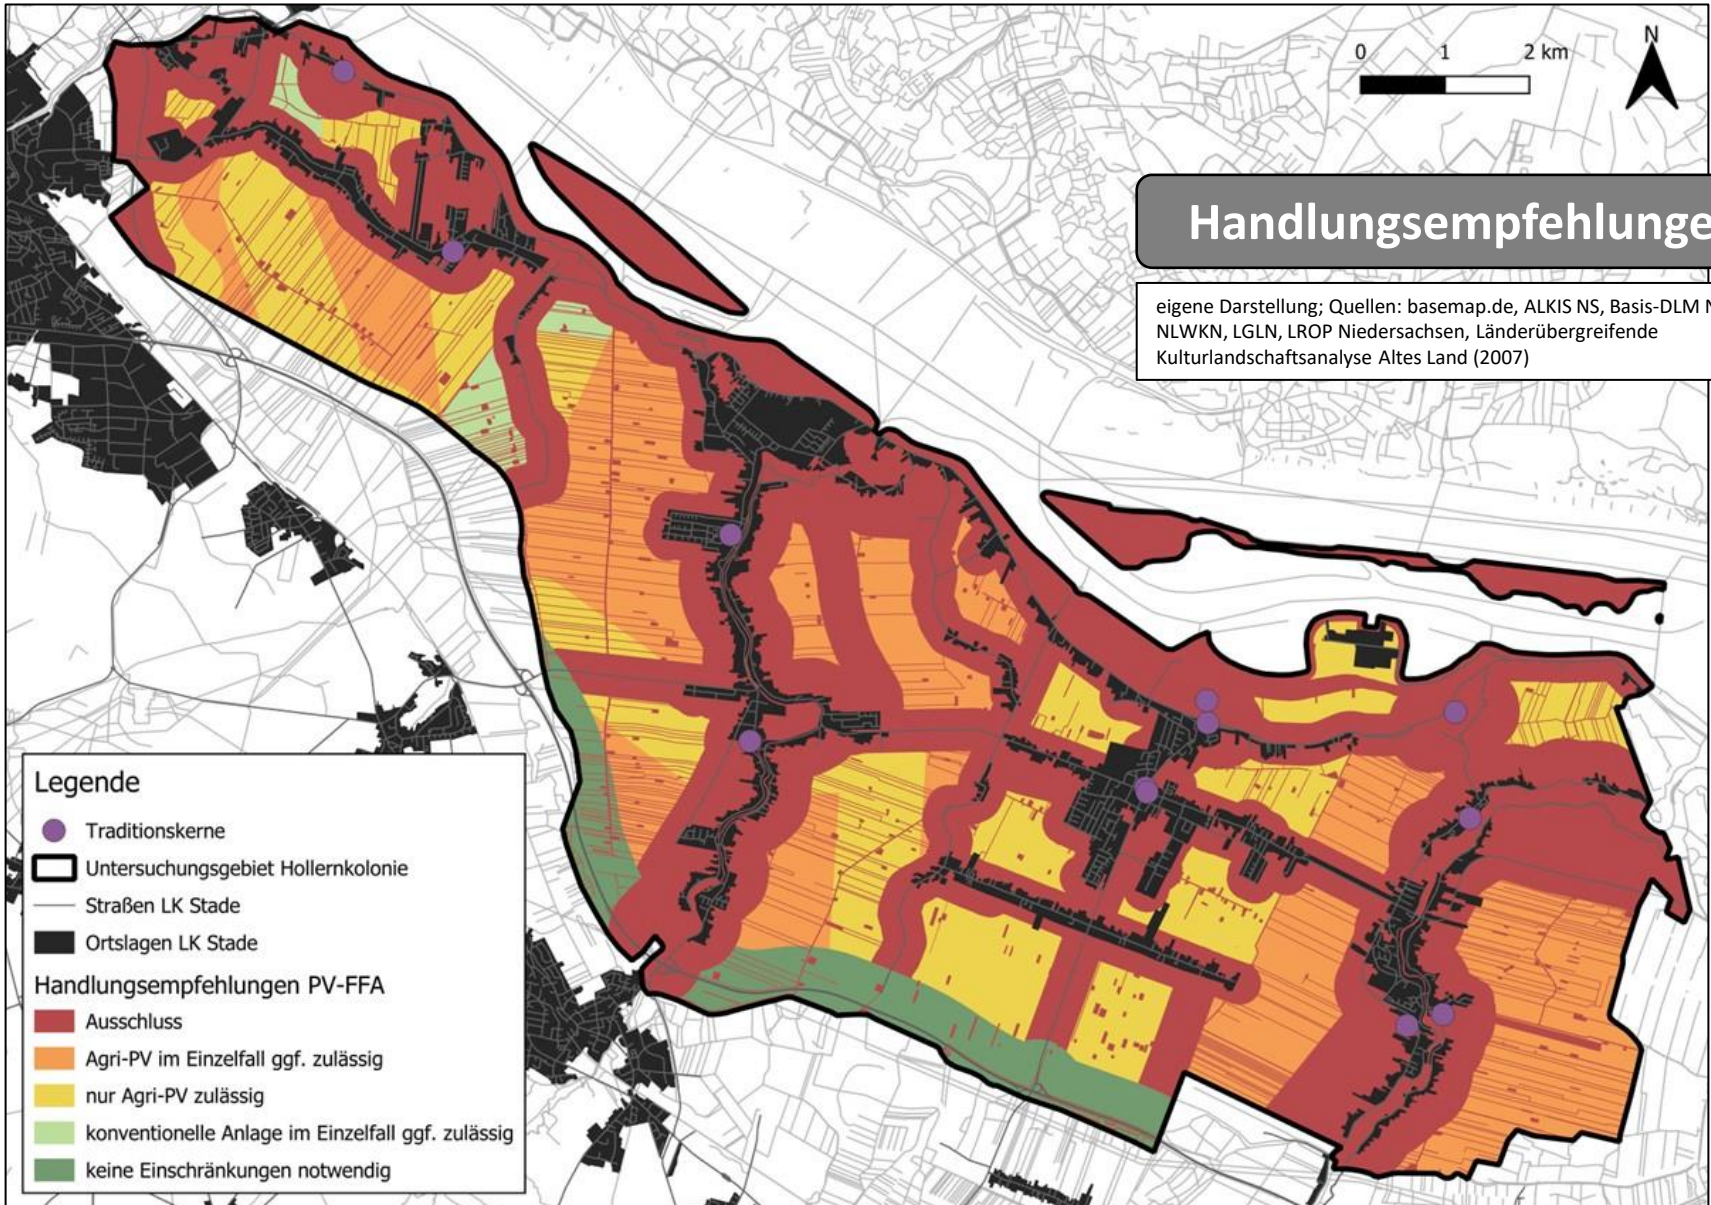 0 1 2 km
N
Handlungsempfehlunge
eigene Darstellung; Quellen: basemap.de, ALKIS NS, Basis-DLM N
NLWKN, LGLN, LROP Niedersachsen, Länderübergreifende
Kulturlandschaftsanalyse Altes Land (2007)
Legende
Traditionskerne
Untersuchungsgebiet Hollernkolonie
Straßen LK Stade
Ortslagen LK Stade
Handlungsempfehlungen PV-FFA
Ausschluss
Agri-PV im Einzelfall ggf. zulässig
nur Agri-PV zulässig
konventionelle Anlage im Einzelfall ggf. zulässig
keine Einschränkungen notwendig